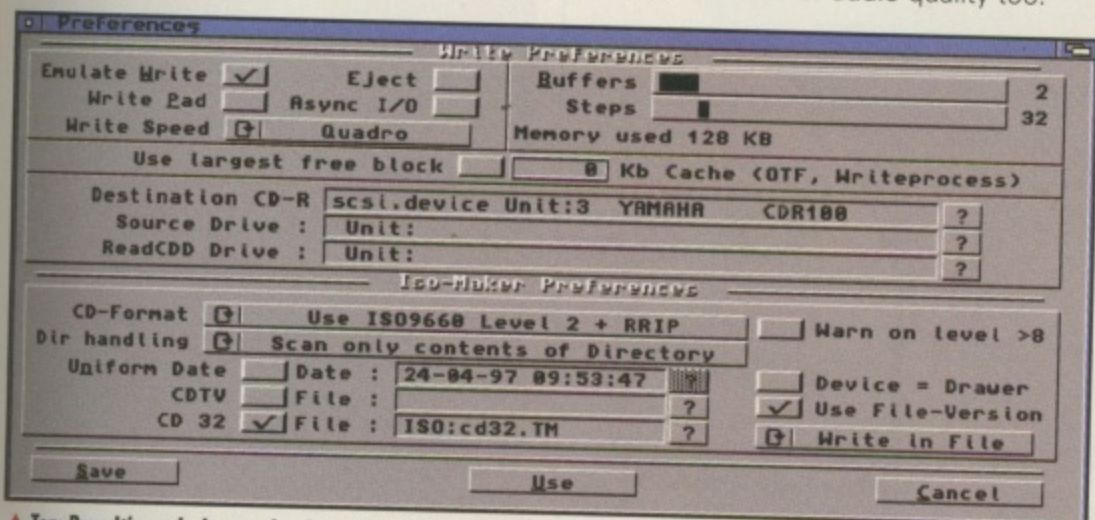 audio quality too.
Preferences
Write Preferences
Emulate Write Eject Buffers 2
Write Pad Async I/O Steps 32
Write Speed Quadro Memory used 128 KB
Use largest free block 0 Kb Cache (OTF, Writeprocess)
Destination CD-R scsi.device Unit:3 YAMAHA CDR100 ?
Source Drive : Unit: ?
ReadCDD Drive : Unit: ?
Iso-Maker Preferences
CD-Format Use ISO9660 Level 2 + RRIP Warn on level >8
Dir handling Scan only contents of Directory
Uniform Date Date : 24-04-97 09:53:47 ? Device = Drawer
CDTV File : ? Use File-Version
CD 32 File : ISO:cd32.TM ? Write in File
Save Use Cancel